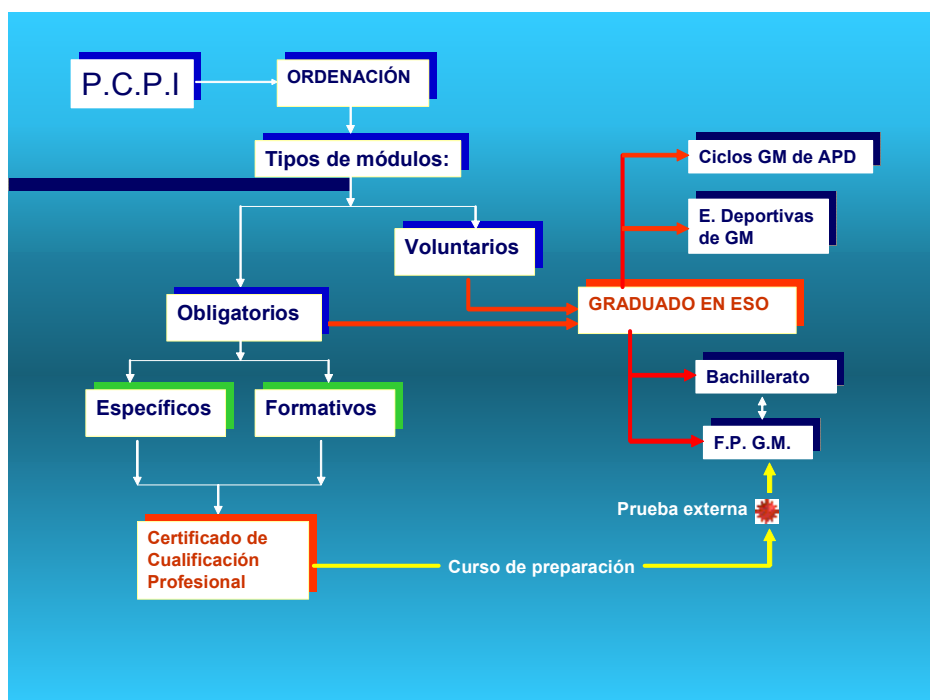 P.C.P.I
ORDENACIÓN
Tipos de módulos:
Ciclos GM de APD
E. Deportivas
de GM
Voluntarios
GRADUADO EN ESO
Obligatorios
Bachillerato
Específicos
Formativos
F.P. G.M.
Prueba externa
Certificado de
Cualificación
Profesional
Curso de preparación